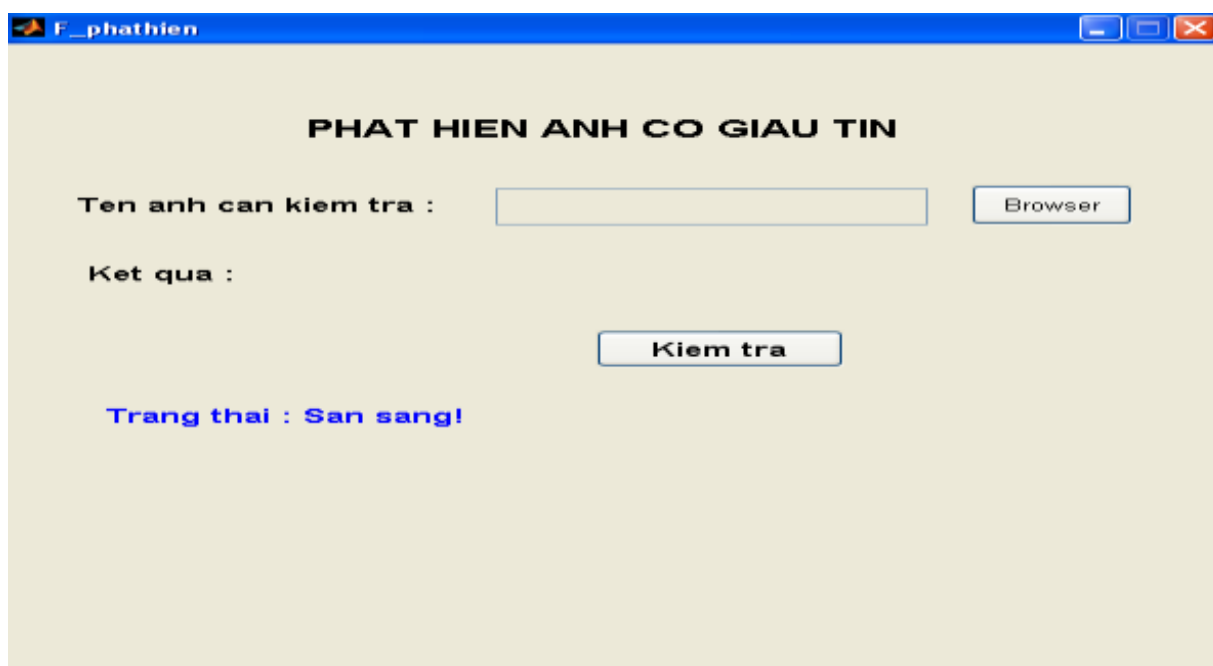 F_phathien
PHAT HIEN ANH CO GIAU TIN
Ten anh can kiem tra :
Browser
Ket qua :
Kiem tra
Trang thai : San sang!